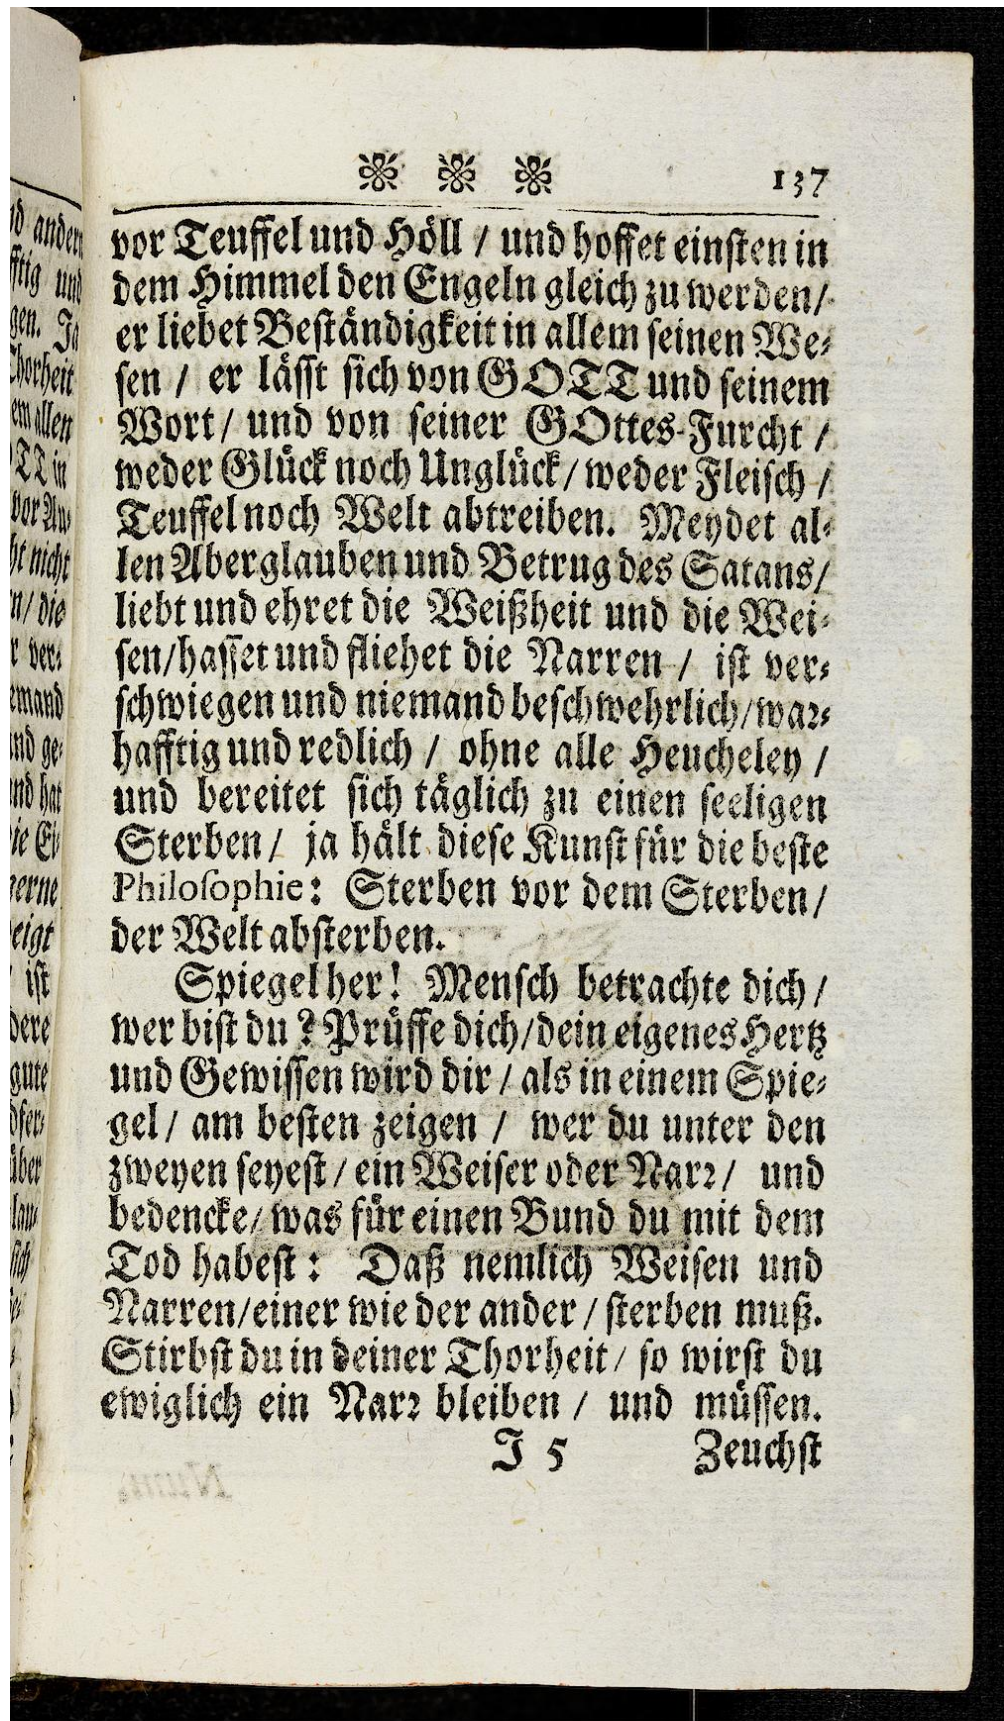 137
vor Teuffel und Höll / und hoffet einsten in
dem Himmel den Engeln gleich zu werden /
er liebet Beständigkeit in allem seinen We-
sen / er lässt sich von GOTT und seinem
Wort / und von seiner GOttes-Furcht /
weder Glück noch Unglück / weder Fleisch /
Teuffel noch Welt abtreiben. Meydet al-
len Aberglauben und Betrug des Satans /
liebt und ehret die Weißheit und die Wei-
sen / hasset und fliehet die Narren / ist ver-
schwiegen und niemand beschwehrlich / war-
hafftig und redlich / ohne alle Heucheley /
und bereitet sich täglich zu einen seeligen
Sterben / ja hält diese Kunst für die beste
Philosophie: Sterben vor dem Sterben /
der Welt absterben.
Spiegel her! Mensch betrachte dich /
wer bist du? Prüffe dich / dein eigenes Hertz
und Gewissen wird dir / als in einem Spie-
gel / am besten zeigen / wer du unter den
zweyen seyest / ein Weiser oder Narr / und
bedencke / was für einen Bund du mit dem
Tod habest: Daß nemlich Weisen und
Narren / einer wie der ander / sterben muß.
Stirbst du in deiner Thorheit / so wirst du
ewiglich ein Narr bleiben / und müssen.
J 5 Zeuchst